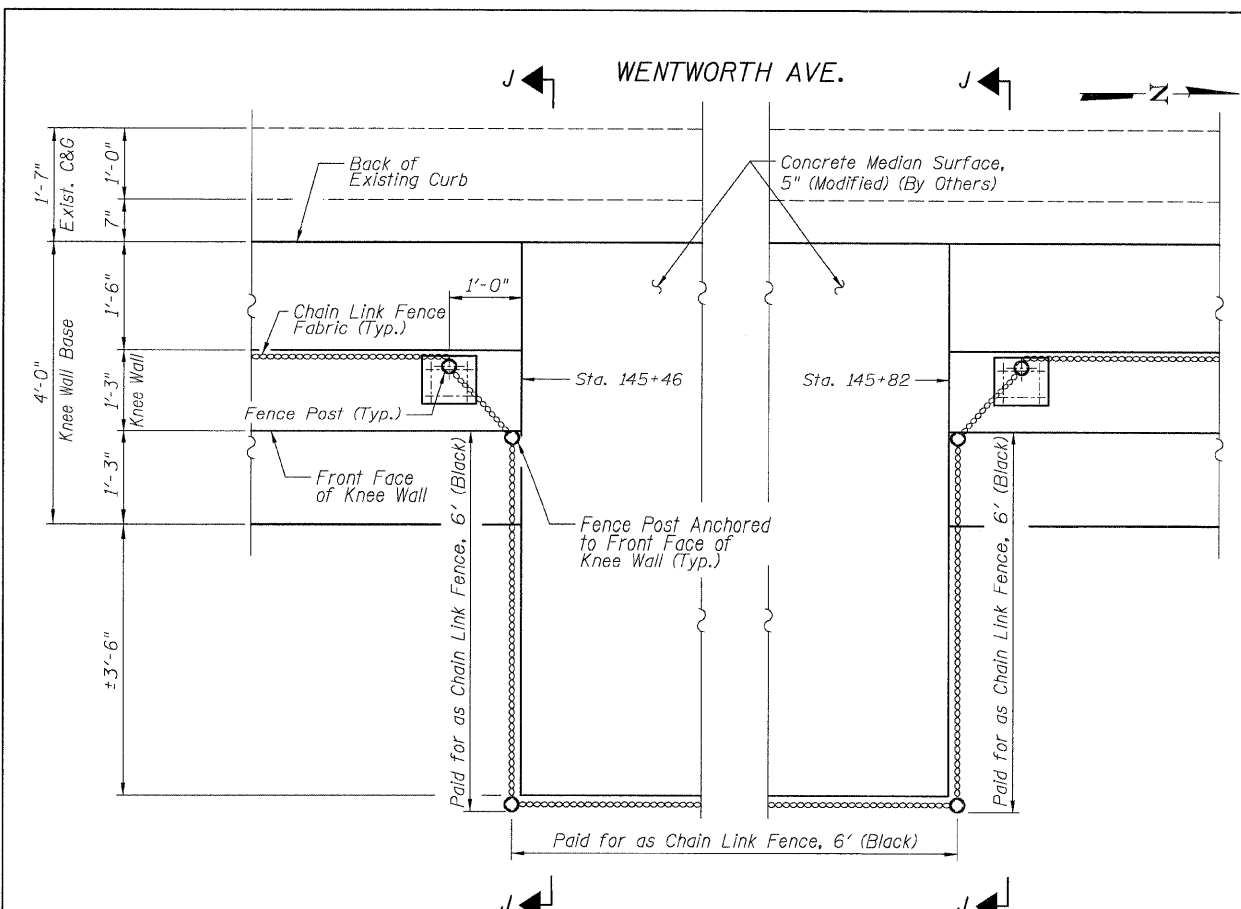 WENTWORTH AVE.
J
J
N
1'-7"
Exist. C&G
1'-0"
7"
Back of
Existing Curb
Concrete Median Surface,
5" (Modified) (By Others)
4'-0"
Knee Wall Base
1'-6"
1'-0"
Chain Link Fence
Fabric (Typ.)
1'-3"
Knee Wall
Sta. 145+46
Sta. 145+82
Fence Post (Typ.)
1'-3"
Front Face
of Knee Wall
Fence Post Anchored
to Front Face of
Knee Wall (Typ.)
±3'-6"
Paid for as Chain Link Fence, 6' (Black)
Paid for as Chain Link Fence, 6' (Black)
Paid for as Chain Link Fence, 6' (Black)
J
J